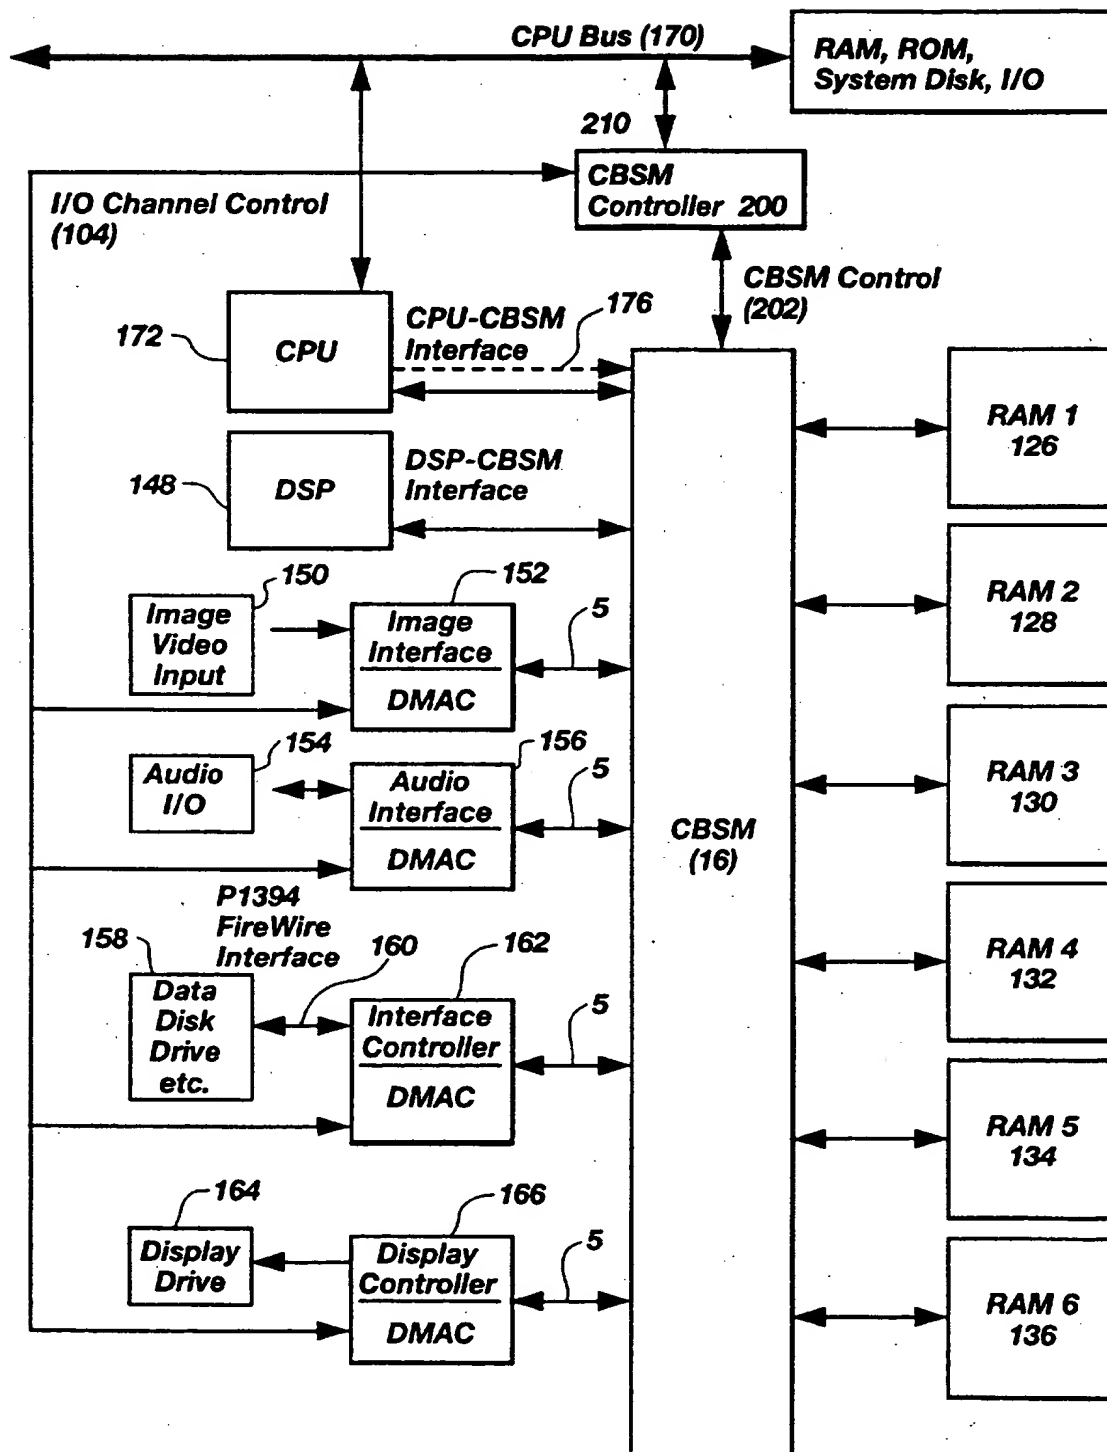 CPU Bus (170)
RAM, ROM,
System Disk, I/O
210
CBSM
Controller 200
I/O Channel Control
(104)
CBSM Control
(202)
172
CPU
CPU-CBSM
Interface
176
148
DSP
DSP-CBSM
Interface
150
Image
Video
Input
152
Image
Interface
DMAC
5
154
Audio
I/O
156
Audio
Interface
DMAC
5
P1394
FireWire
Interface
158
Data
Disk
Drive
etc.
160
162
Interface
Controller
DMAC
5
164
Display
Drive
166
Display
Controller
DMAC
5
CBSM
(16)
RAM 1
126
RAM 2
128
RAM 3
130
RAM 4
132
RAM 5
134
RAM 6
136